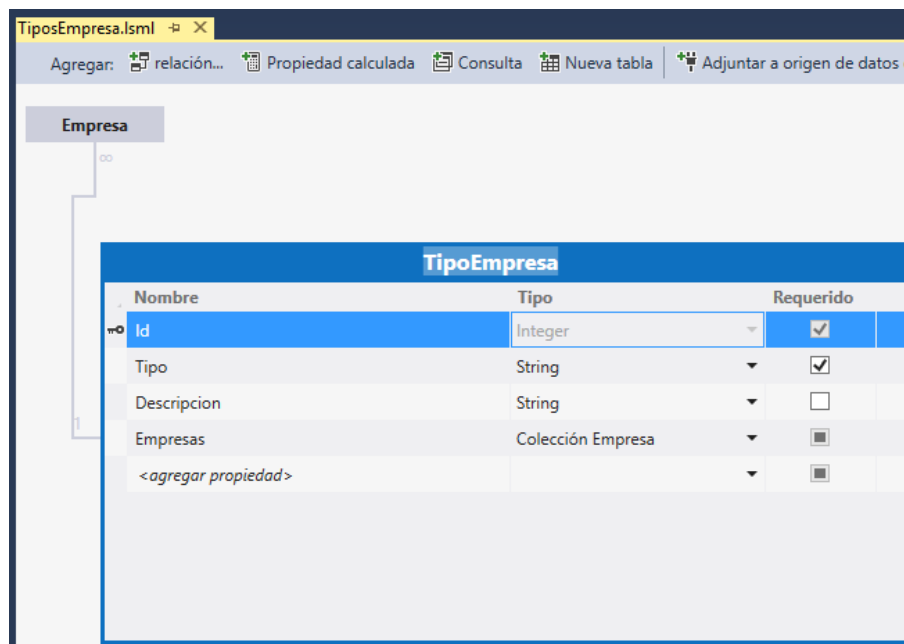 TiposEmpresa.lsml
Agregar: relación... Propiedad calculada Consulta Nueva tabla Adjuntar a origen de datos
Empresa
∞
TipoEmpresa
Nombre Tipo Requerido
Id Integer
Tipo String
Descripcion String
1
Empresas Colección Empresa
<agregar propiedad>